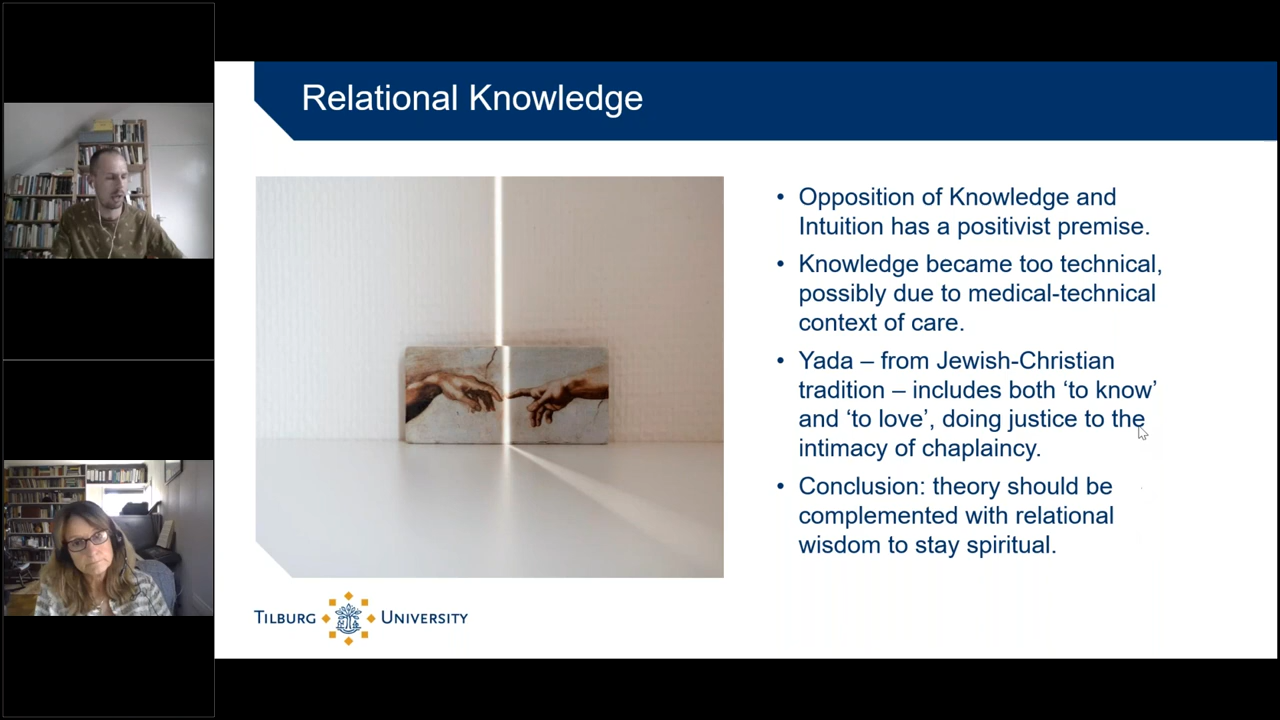 Relational Knowledge
• Opposition of Knowledge and
Intuition has a positivist premise.
• Knowledge became too technical,
possibly due to medical-technical
context of care.
• Yada – from Jewish-Christian
tradition – includes both ‘to know’
and ‘to love’, doing justice to the
intimacy of chaplaincy.
• Conclusion: theory should be
complemented with relational
wisdom to stay spiritual.
TILBURG UNIVERSITY